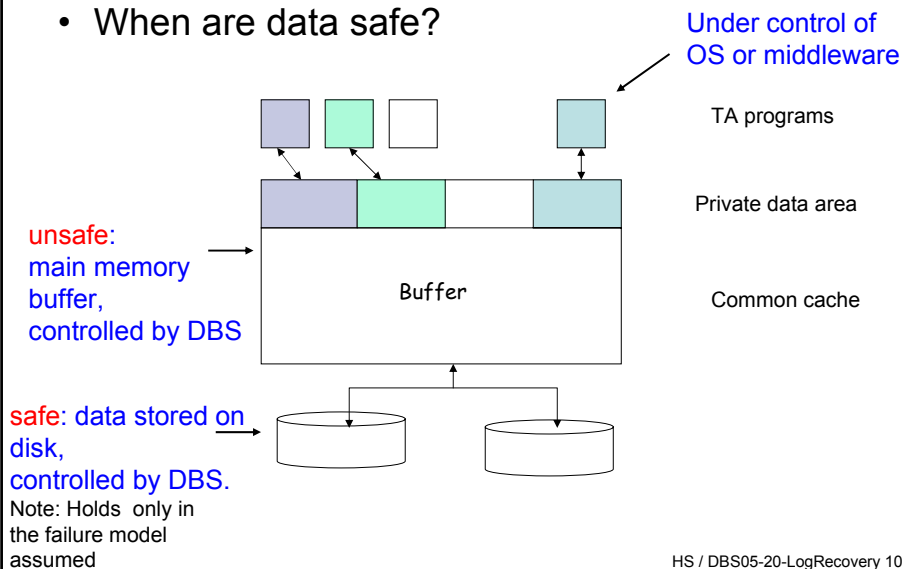 • When are data safe?
Under control of
OS or middleware
TA programs
Private data area
unsafe:
main memory
buffer,
controlled by DBS
Buffer
Common cache
safe: data stored on
disk,
controlled by DBS.
Note: Holds only in
the failure model
assumed
HS / DBS05-20-LogRecovery 10